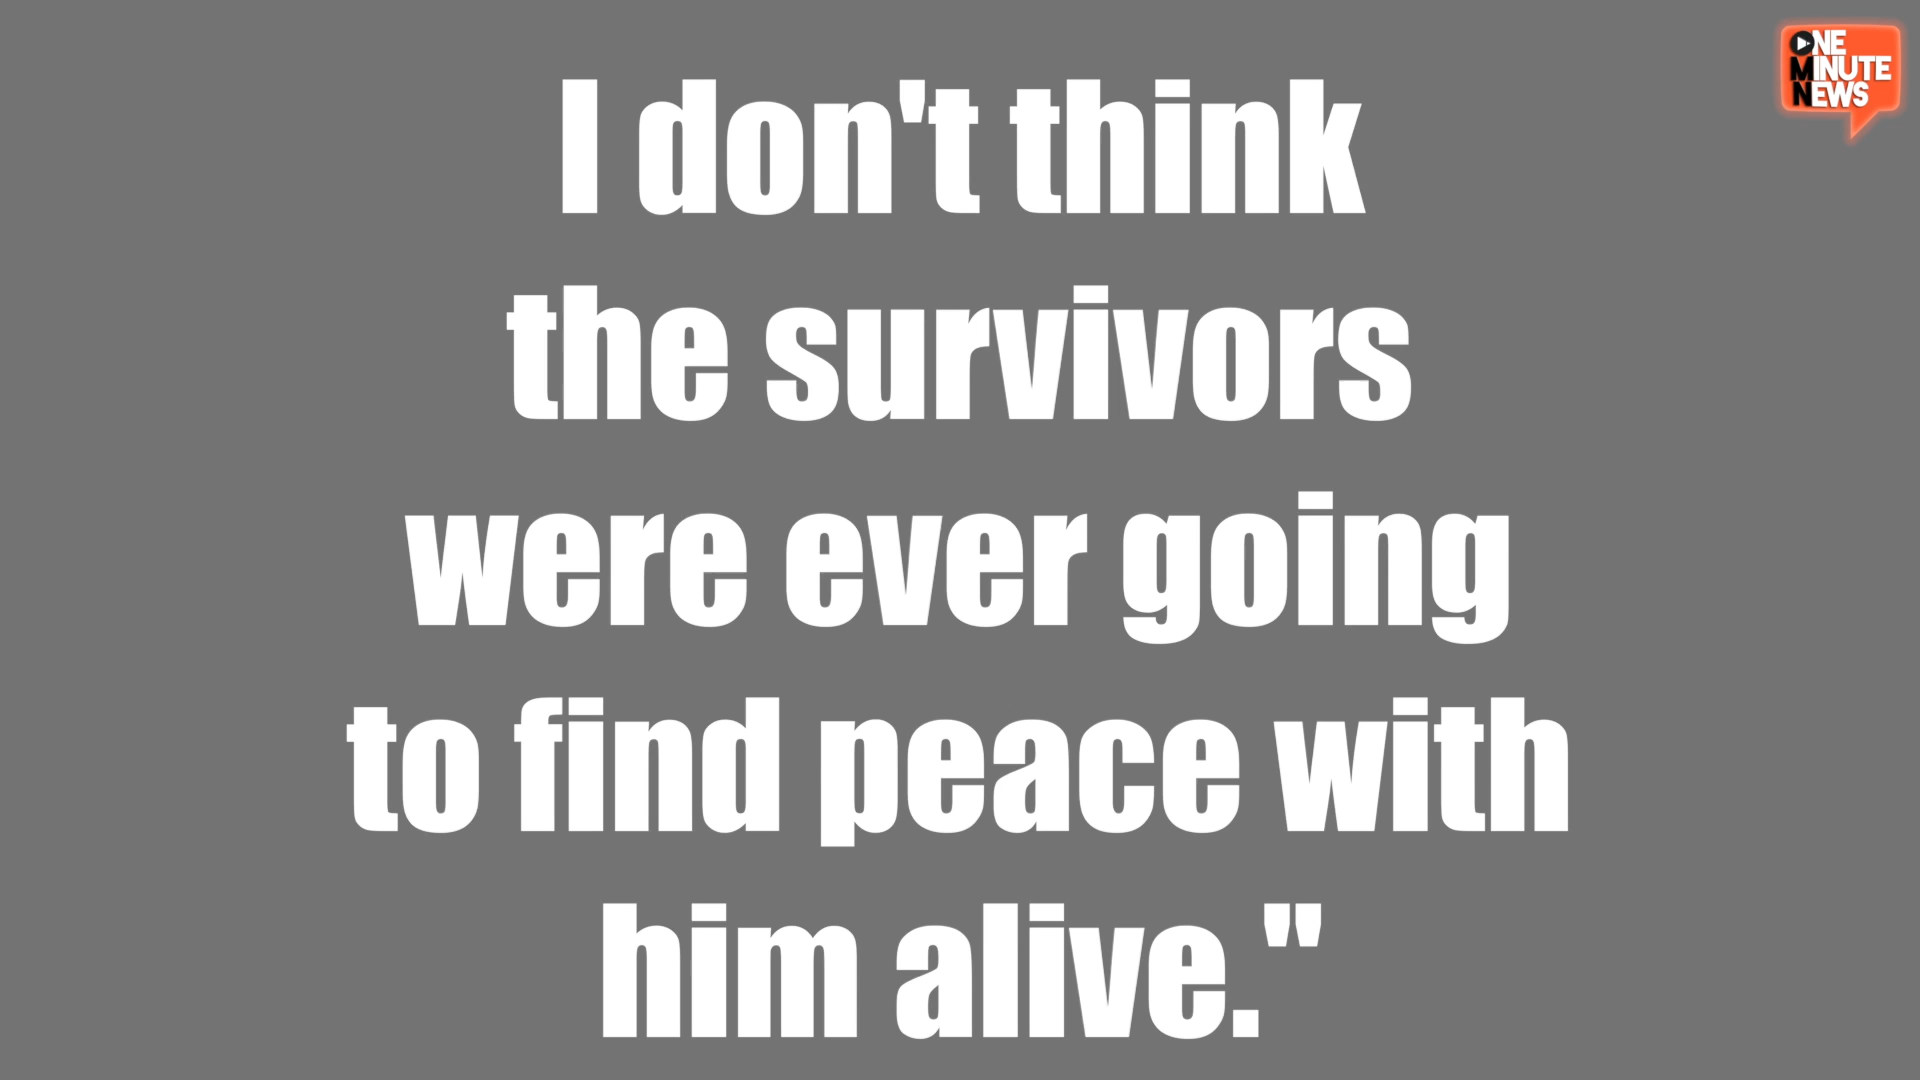 I don't think
the survivors
were ever going
to find peace with
him alive."
ONE
MINUTE
NEWS